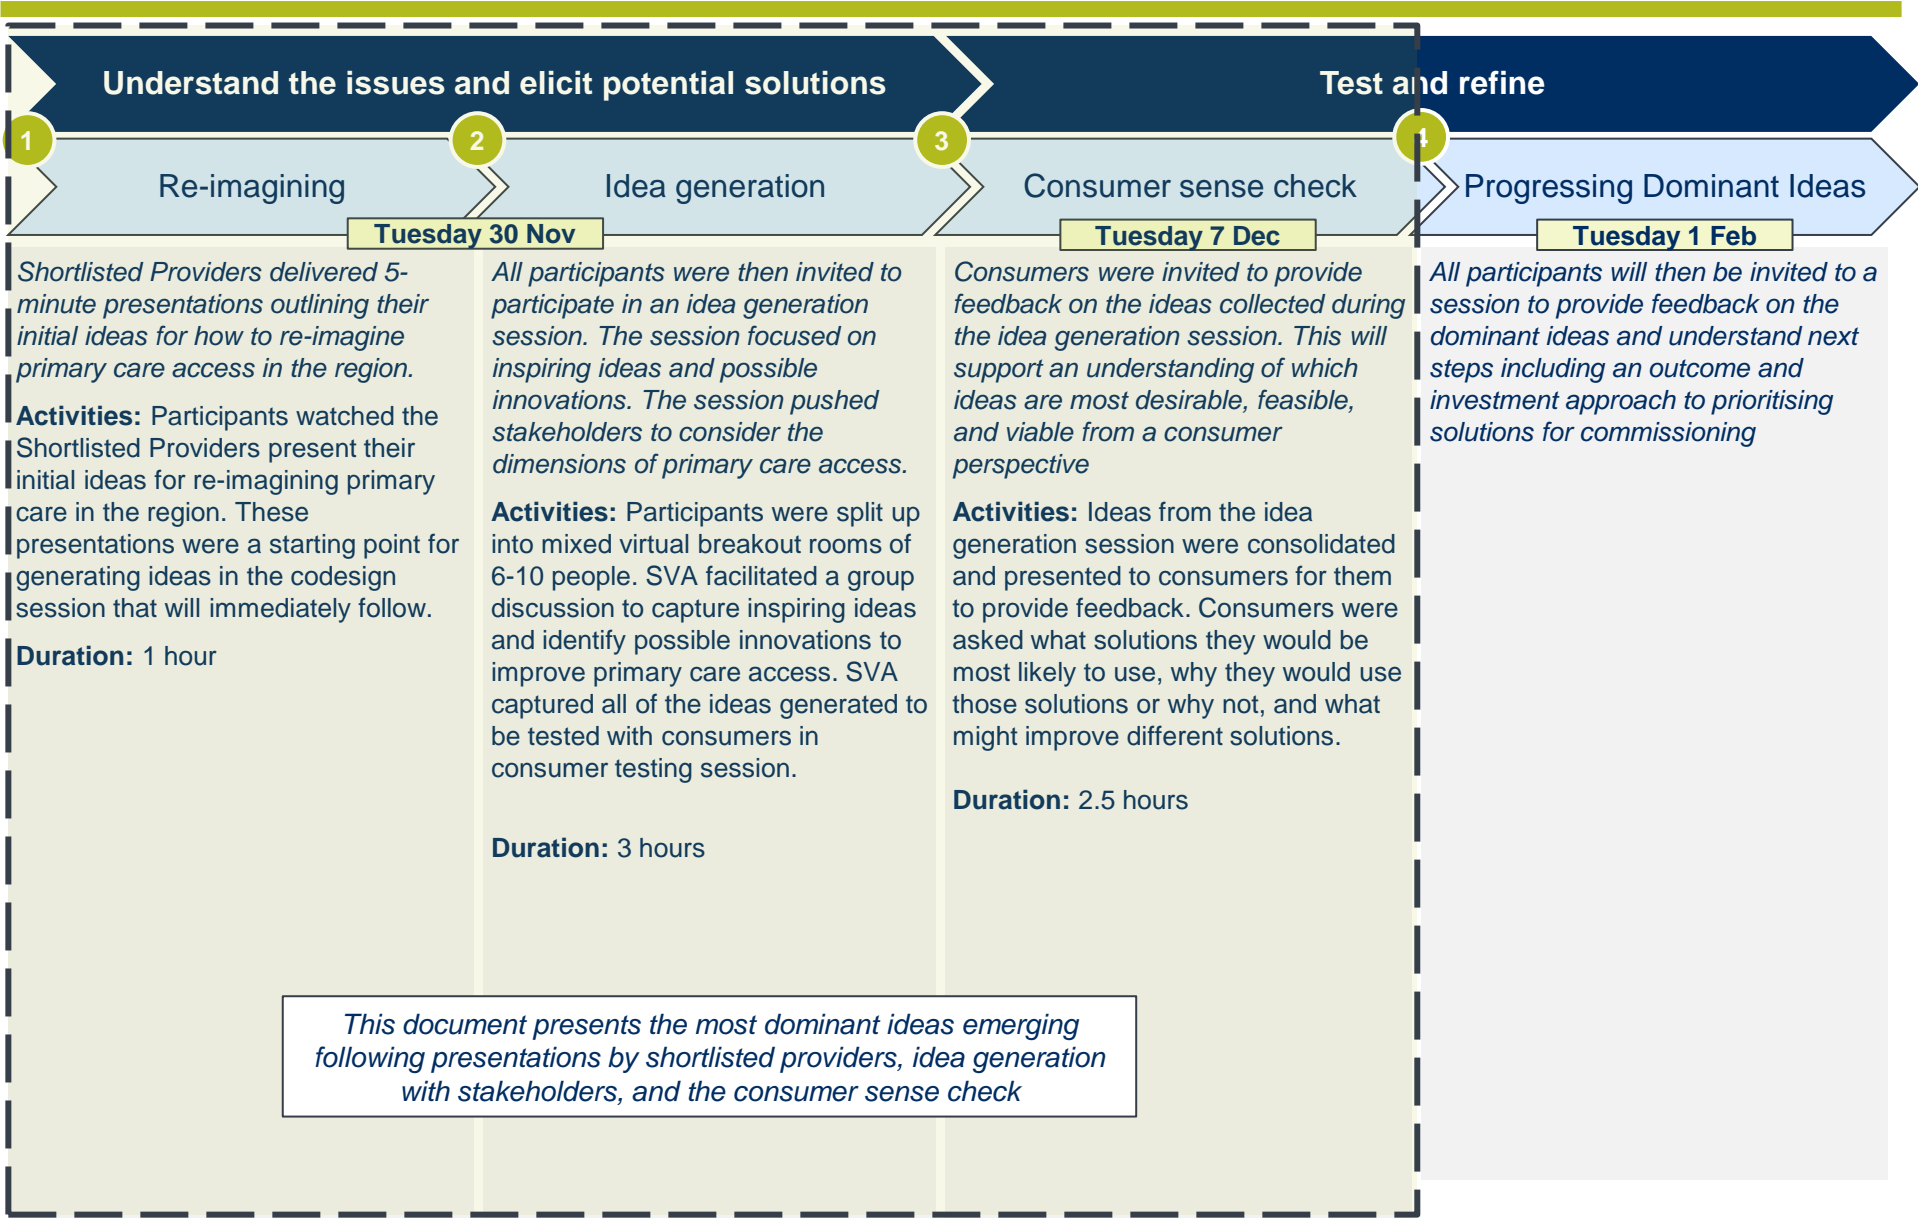 Understand the issues and elicit potential solutions
Test and refine
1
2
3
4
Re-imagining
Idea generation
Consumer sense check
Progressing Dominant Ideas
Tuesday 30 Nov
Tuesday 7 Dec
Tuesday 1 Feb
Shortlisted Providers delivered 5-
minute presentations outlining their
initial ideas for how to re-imagine
primary care access in the region.
Activities: Participants watched the
Shortlisted Providers present their
initial ideas for re-imagining primary
care in the region. These
presentations were a starting point for
generating ideas in the codesign
session that will immediately follow.
Duration: 1 hour
All participants were then invited to
participate in an idea generation
session. The session focused on
inspiring ideas and possible
innovations. The session pushed
stakeholders to consider the
dimensions of primary care access.
Activities: Participants were split up
into mixed virtual breakout rooms of
6-10 people. SVA facilitated a group
discussion to capture inspiring ideas
and identify possible innovations to
improve primary care access. SVA
captured all of the ideas generated to
be tested with consumers in
consumer testing session.
Duration: 3 hours
Consumers were invited to provide
feedback on the ideas collected during
the idea generation session. This will
support an understanding of which
ideas are most desirable, feasible,
and viable from a consumer
perspective
Activities: Ideas from the idea
generation session were consolidated
and presented to consumers for them
to provide feedback. Consumers were
asked what solutions they would be
most likely to use, why they would use
those solutions or why not, and what
might improve different solutions.
Duration: 2.5 hours
All participants will then be invited to a
session to provide feedback on the
dominant ideas and understand next
steps including an outcome and
investment approach to prioritising
solutions for commissioning
This document presents the most dominant ideas emerging
following presentations by shortlisted providers, idea generation
with stakeholders, and the consumer sense check